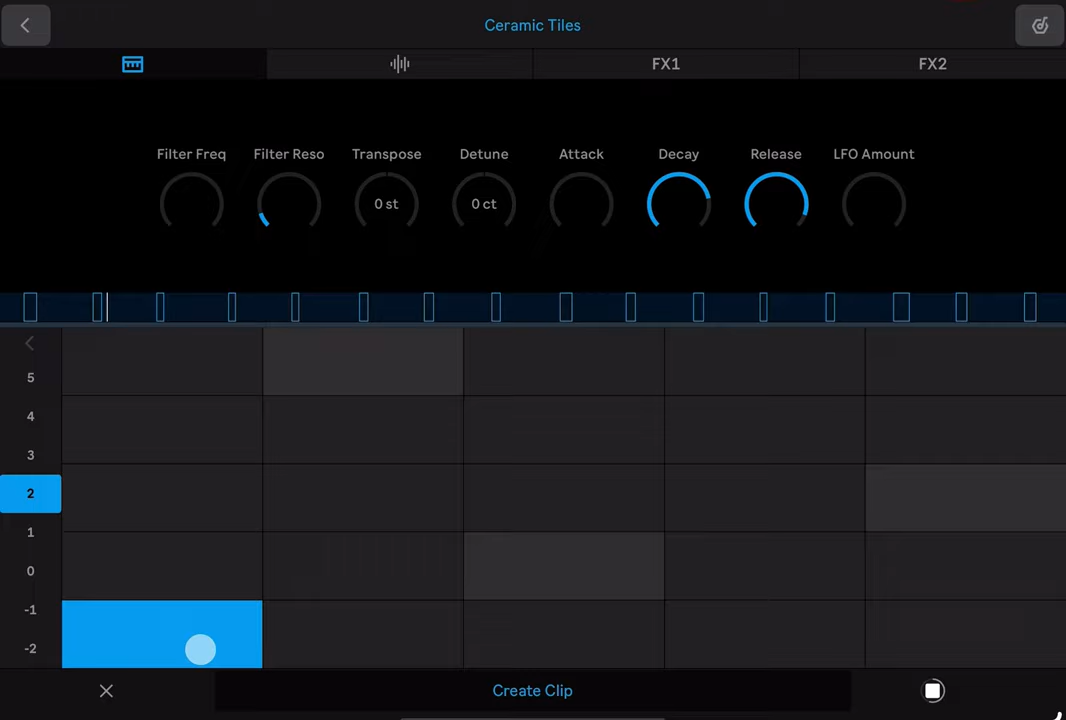 Ceramic Tiles
FX1 FX2
Filter Freq Filter Reso Transpose Detune Attack Decay Release LFO Amount
0 st 0 ct
5
4
3
2
1
0
-1
-2
Create Clip